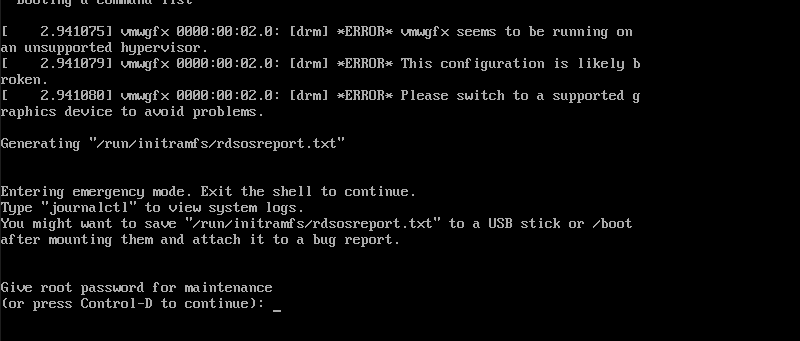 Booting a command list
[    2.941075] vmwgfx 0000:00:02.0: [drm] *ERROR* vmwgfx seems to be running on
an unsupported hypervisor.
[    2.941079] vmwgfx 0000:00:02.0: [drm] *ERROR* This configuration is likely b
roken.
[    2.941080] vmwgfx 0000:00:02.0: [drm] *ERROR* Please switch to a supported g
raphics device to avoid problems.
Generating "/run/initramfs/rdsosreport.txt"
Entering emergency mode. Exit the shell to continue.
Type "journalctl" to view system logs.
You might want to save "/run/initramfs/rdsosreport.txt" to a USB stick or /boot
after mounting them and attach it to a bug report.
Give root password for maintenance
(or press Control-D to continue): _